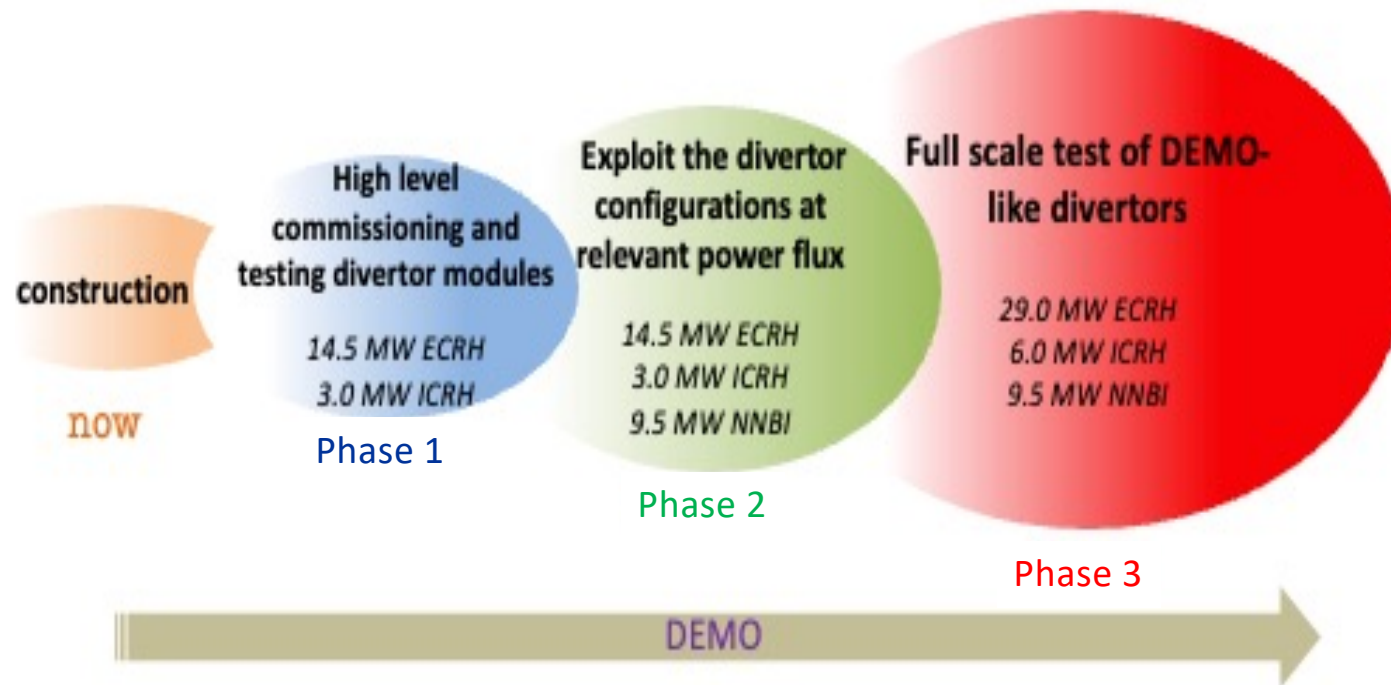 construction
now
High level
commissioning and
testing divertor modules
14.5 MW ECRH
3.0 MW ICRH
Phase 1
Exploit the divertor
configurations at
relevant power flux
14.5 MW ECRH
3.0 MW ICRH
9.5 MW NNBI
Phase 2
Full scale test of DEMO-
like divertors
29.0 MW ECRH
6.0 MW ICRH
9.5 MW NNBI
Phase 3
DEMO